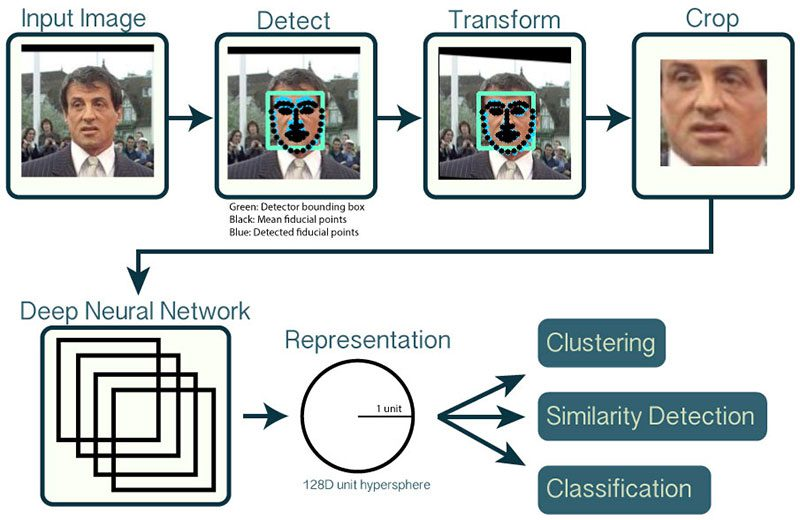 Input Image
Detect
Transform
Crop
Green: Detector bounding box
Black: Mean fiducial points
Blue: Detected fiducial points
Deep Neural Network
Representation
1 unit
128D unit hypersphere
Clustering
Similarity Detection
Classification